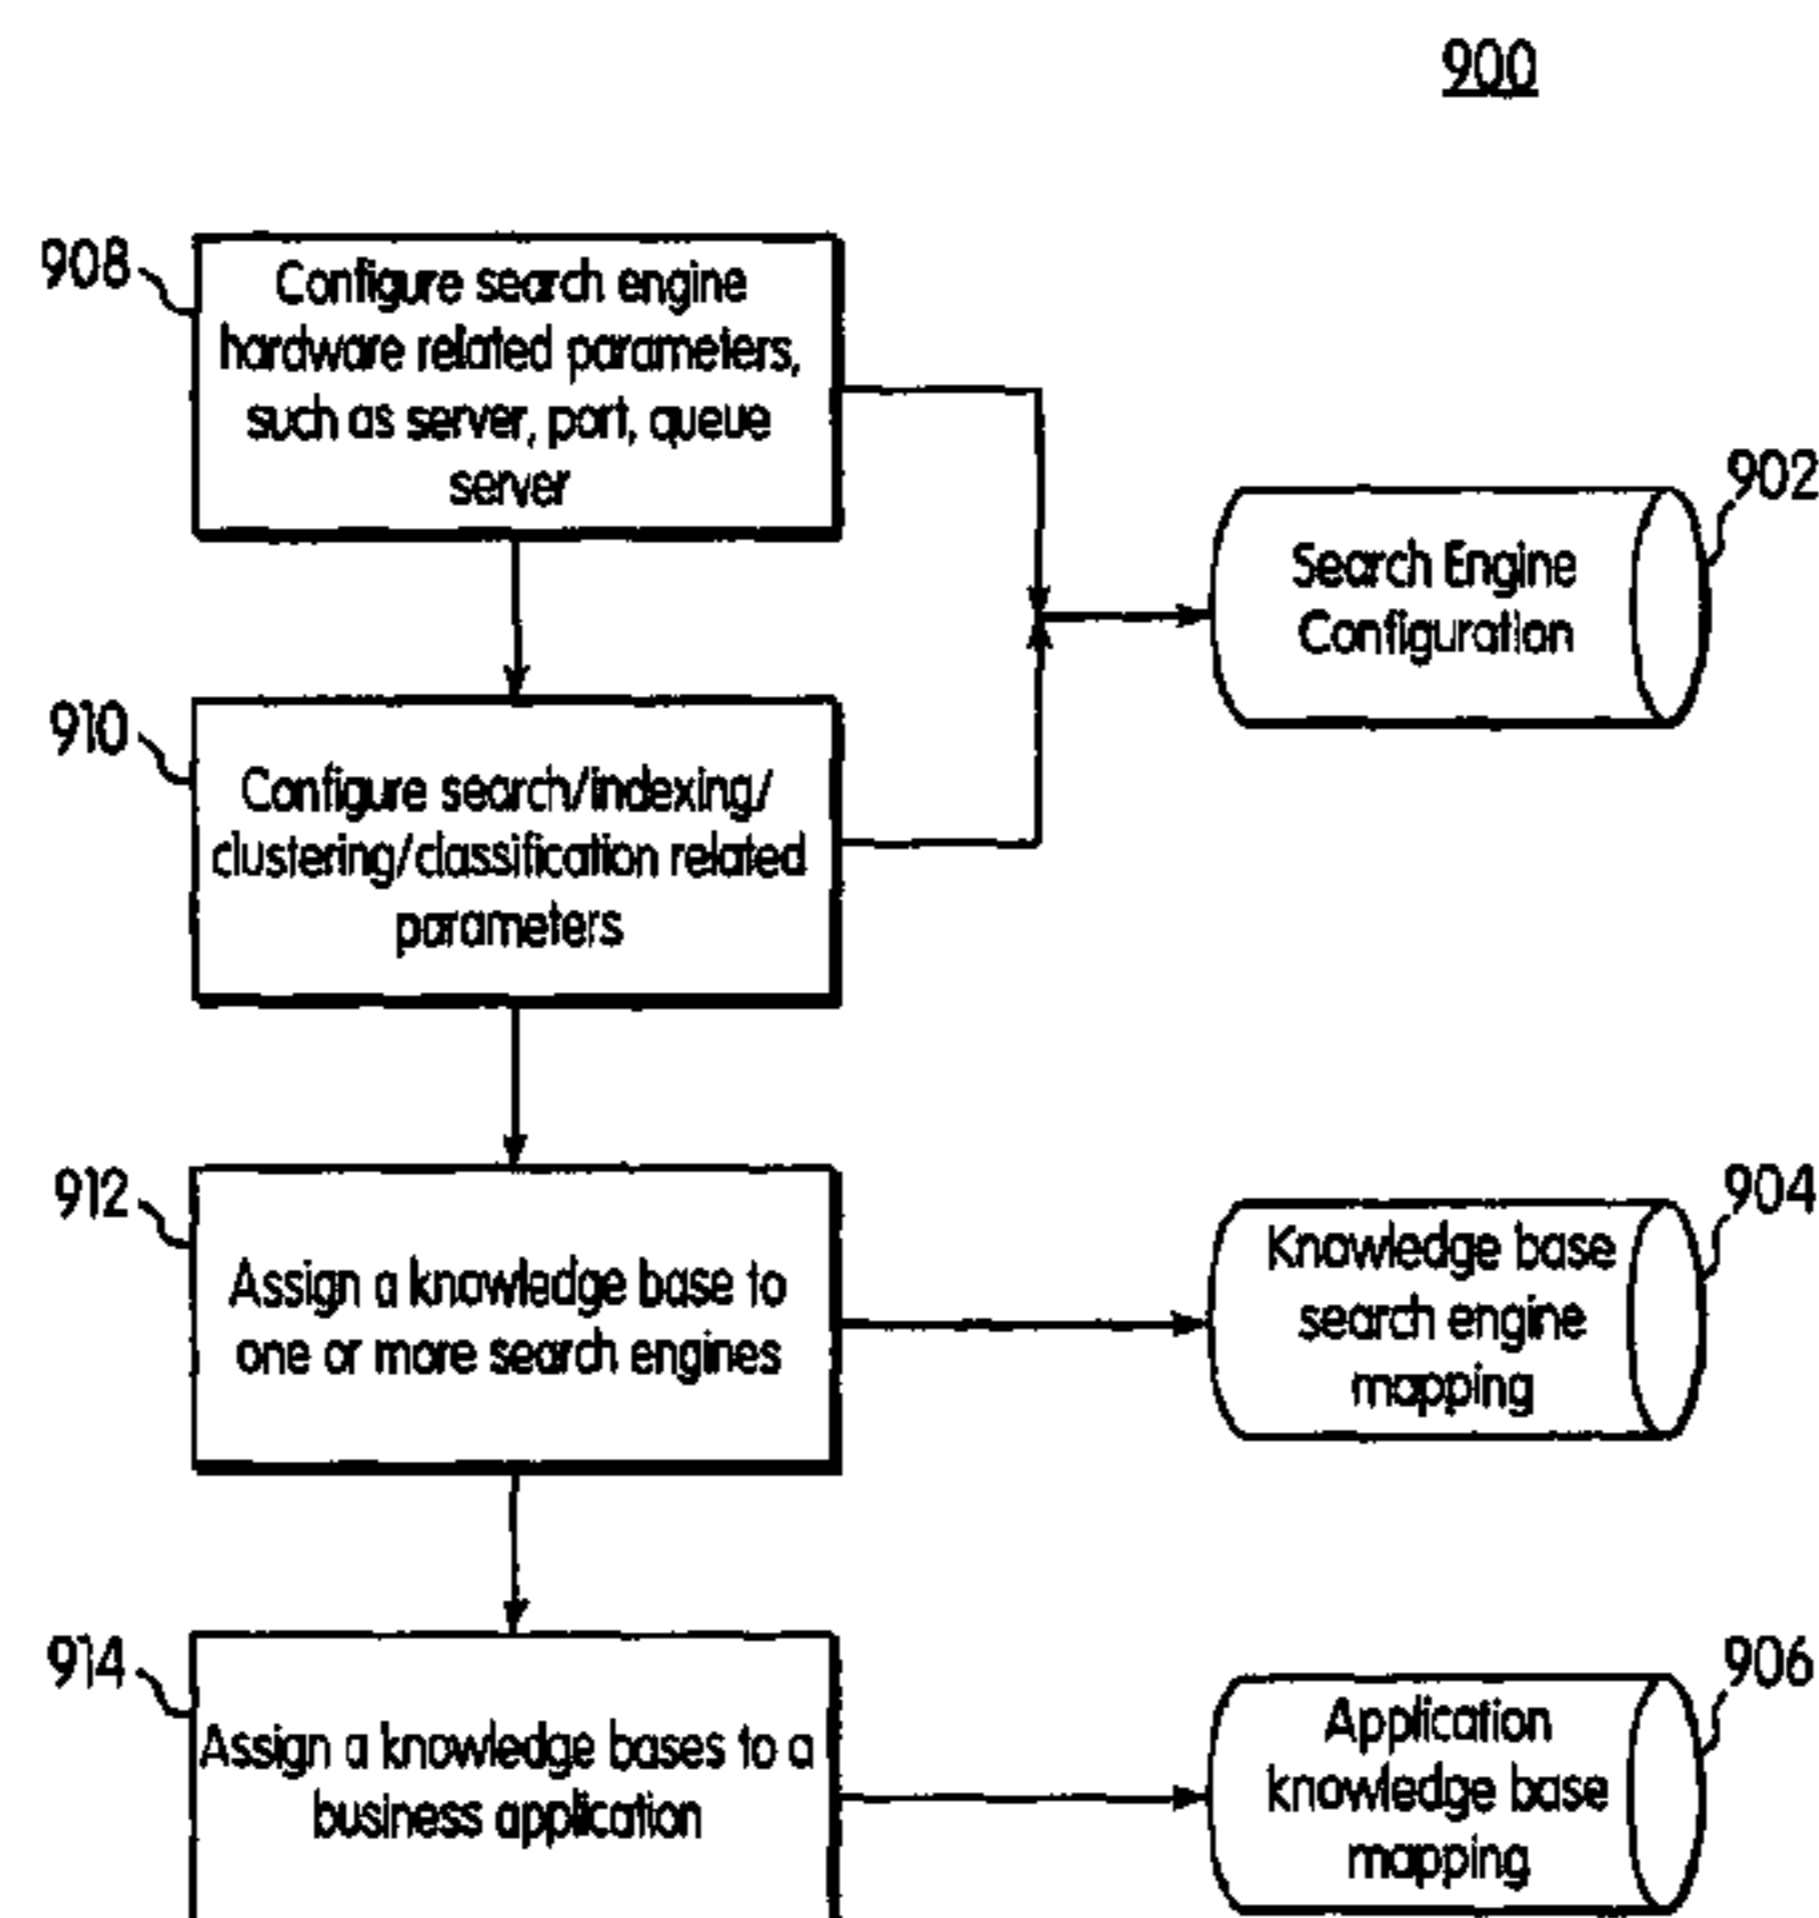 900
908
Configure search engine
hardware related parameters,
such as server, port, queue
server
902
Search Engine
Configuration
910
Configure search/indexing/
clustering/classification related
parameters
912
Assign a knowledge base to
one or more search engines
904
Knowledge base
search engine
mapping
914
Assign a knowledge bases to a
business application
906
Application
knowledge base
mapping